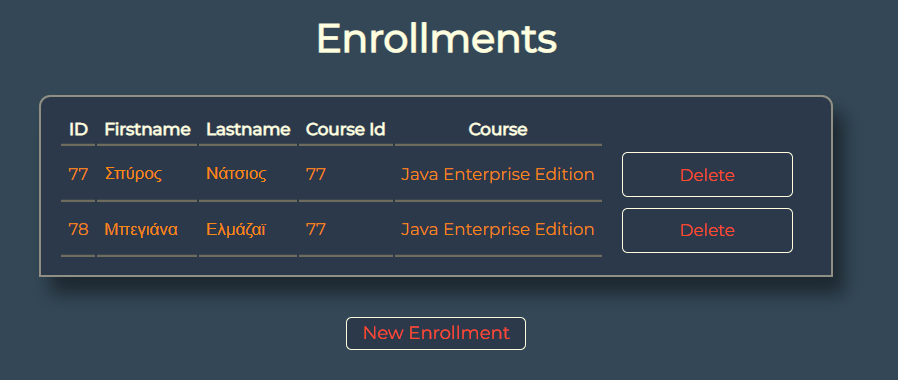 Enrollments
ID Firstname Lastname Course Id Course
77 Σπύρος Νάτσιος 77 Java Enterprise Edition Delete
78 Μπεγιάνα Ελμάζαϊ 77 Java Enterprise Edition Delete
New Enrollment